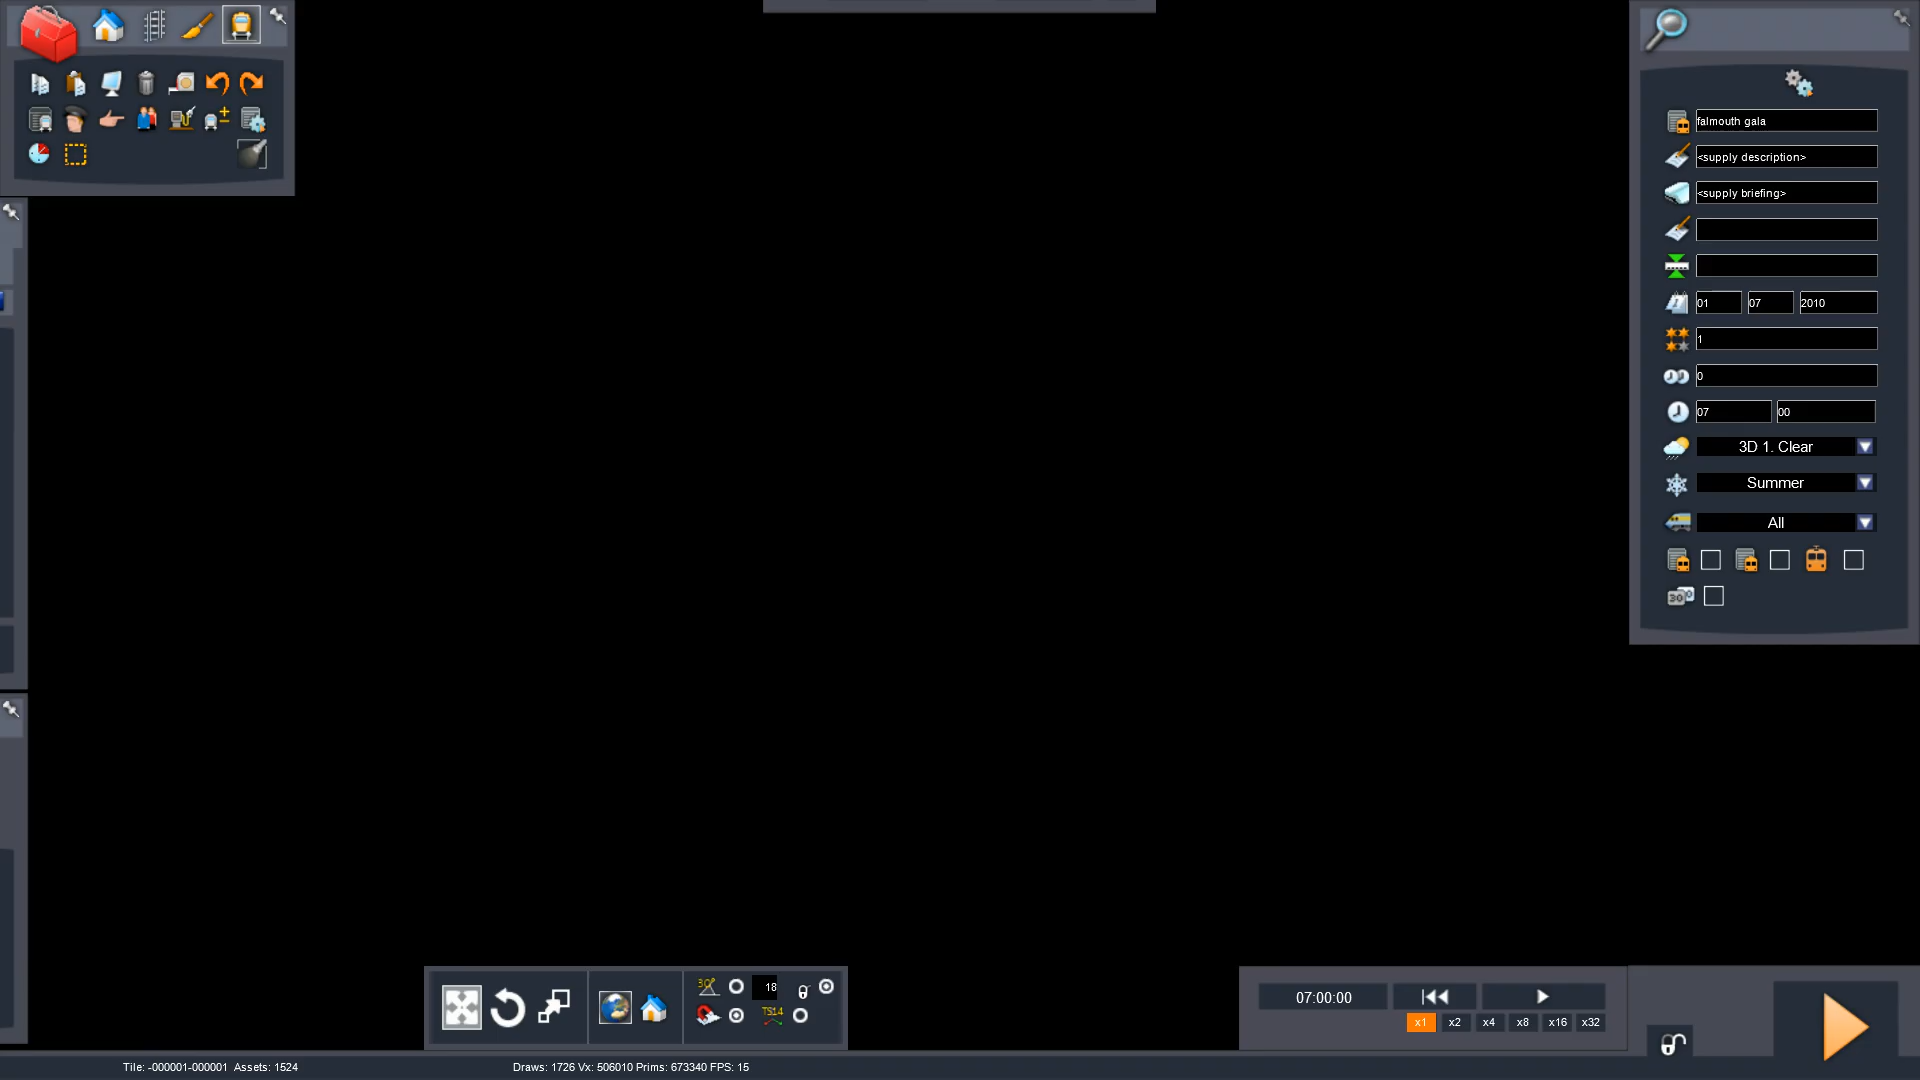 falmouth gala
<supply description>
<supply briefing>
01 07 2010
1
0
07 00
3D 1. Clear
Summer
All
30
30° 18
TS14
07:00:00
x1 x2 x4 x8 x16 x32
Tile: -000001-000001 Assets: 1524 Draws: 1726 Vx: 506010 Prims: 673340 FPS: 15